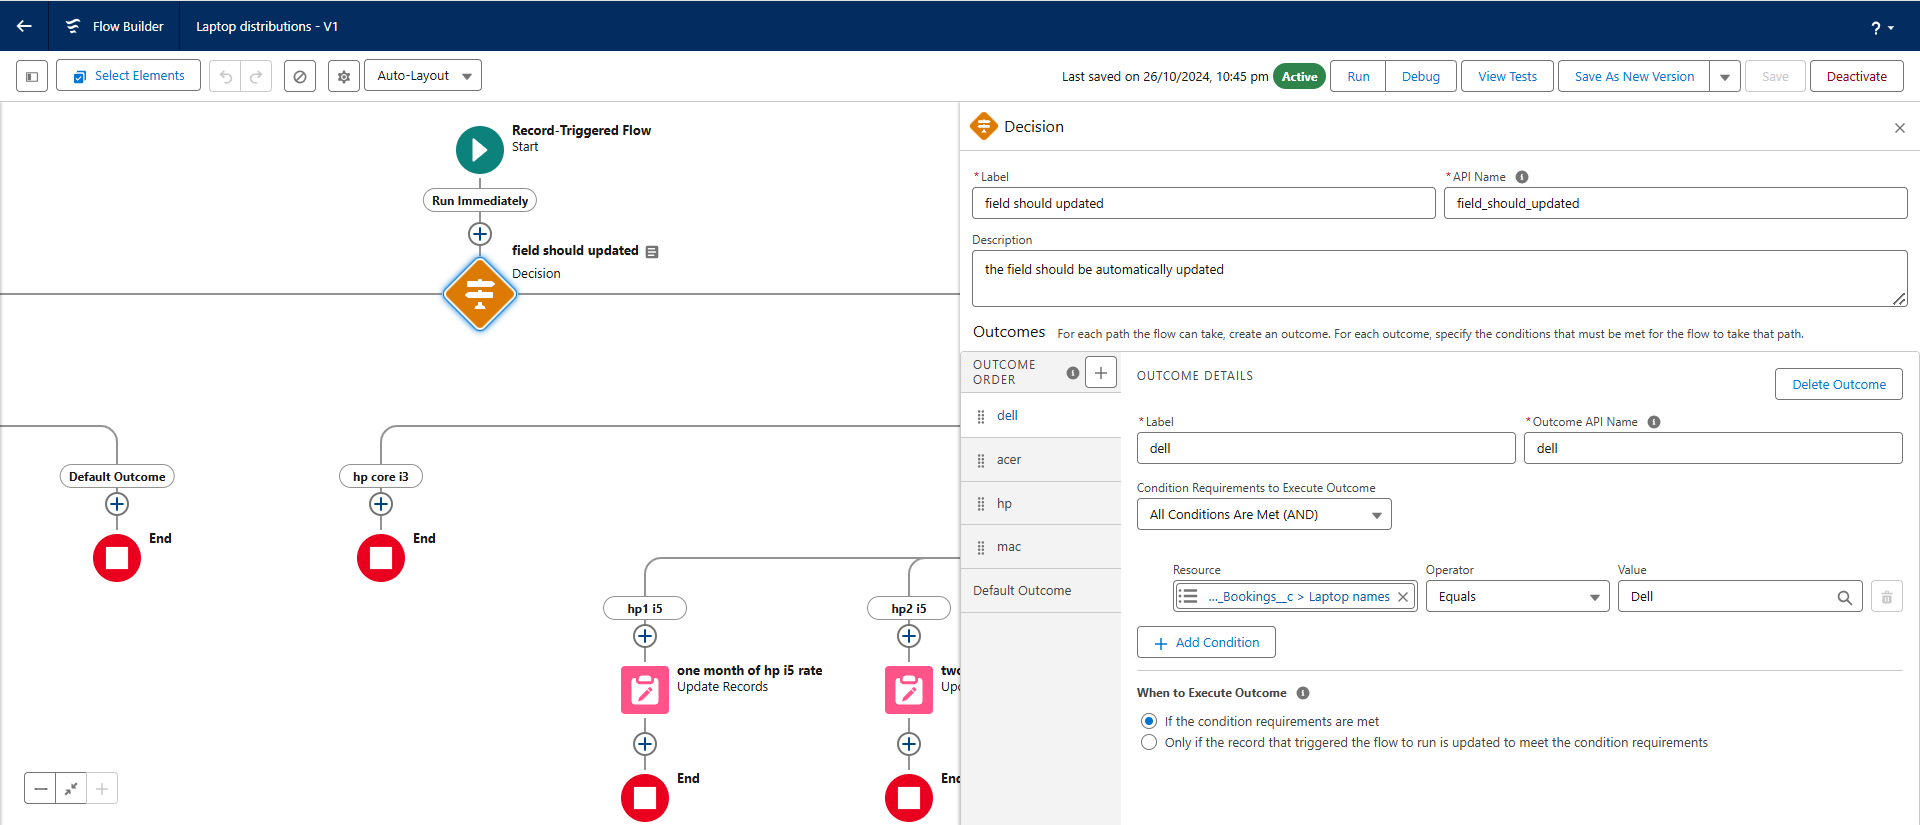 Flow Builder
Laptop distributions - V1
?
Select Elements
Auto-Layout
Last saved on 26/10/2024, 10:45 pm
Active
Run
Debug
View Tests
Save As New Version
Save
Deactivate
Record-Triggered Flow
Start
Run Immediately
field should updated
Decision
Default Outcome
End
hp core i3
End
hp1 i5
one month of hp i5 rate
Update Records
End
hp2 i5
Decision
*Label
field should updated
*API Name
field_should_updated
Description
the field should be automatically updated
Outcomes
For each path the flow can take, create an outcome. For each outcome, specify the conditions that must be met for the flow to take that path.
OUTCOME
ORDER
dell
acer
hp
mac
Default Outcome
OUTCOME DETAILS
Delete Outcome
*Label
dell
*Outcome API Name
dell
Condition Requirements to Execute Outcome
All Conditions Are Met (AND)
Resource
..._Bookings__c > Laptop names
Operator
Equals
Value
Dell
Add Condition
When to Execute Outcome
If the condition requirements are met
Only if the record that triggered the flow to run is updated to meet the condition requirements